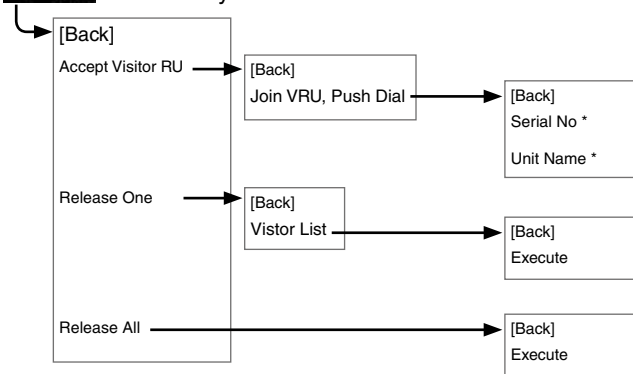 [Back]
Accept Visitor RU
[Back]
Join VRU, Push Dial
[Back]
Serial No *
Unit Name *
Release One
[Back]
Vistor List
[Back]
Execute
Release All
[Back]
Execute